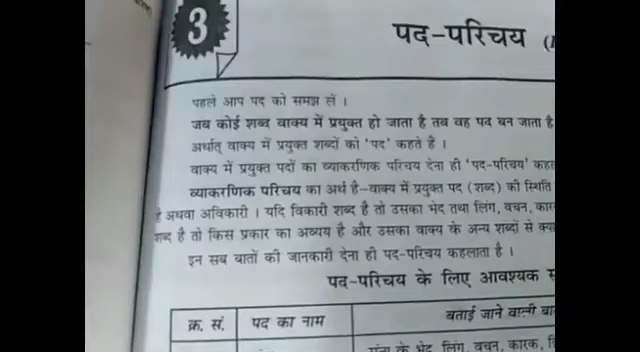 3
पद-परिचय
पहले आप पद को समझ लें ।
जब कोई शब्द वाक्य में प्रयुक्त हो जाता है तब वह पद बन जाता है
अर्थात् वाक्य में प्रयुक्त शब्दों को 'पद' कहते हैं ।
वाक्य में प्रयुक्त पदों का व्याकरणिक परिचय देना ही 'पद-परिचय'
व्याकरणिक परिचय का अर्थ है-वाक्य में प्रयुक्त पद (शब्द) की स्थिति
है अथवा अविकारी । यदि विकारी शब्द है तो उसका भेद तथा लिंग, वचन,
शब्द है तो किस प्रकार का अव्यय है और उसका वाक्य के अन्य शब्दों से
इन सब बातों की जानकारी देना ही पद-परिचय कहलाता है ।
पद-परिचय के लिए आवश्यक
क्र. सं. पद का नाम बताई जाने वाली
भेद, लिंग, वचन, कारक,